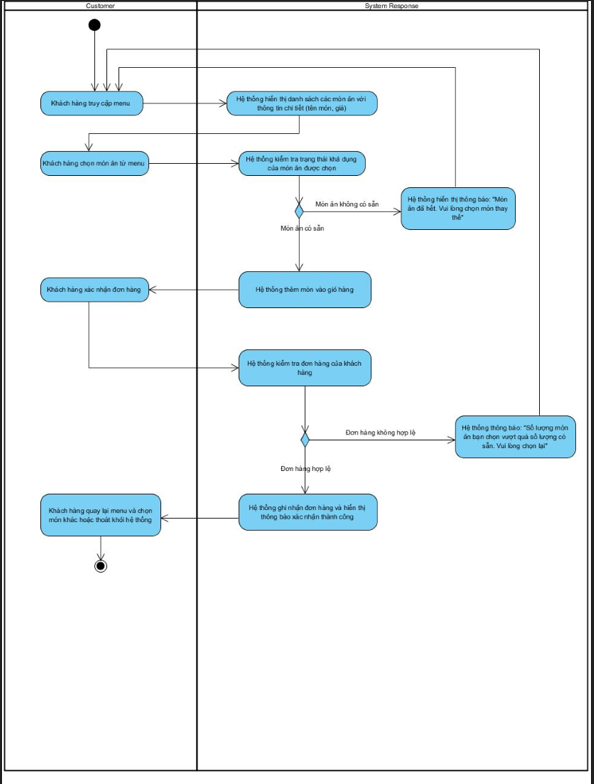 Customer
System Response
Khách hàng truy cập menu
Hệ thống hiển thị danh sách các món ăn với
thông tin chi tiết (tên món, giá)
Khách hàng chọn món ăn từ menu
Hệ thống kiểm tra trạng thái khả dụng
của món ăn được chọn
Món ăn không có sẵn
Hệ thống hiển thị thông báo: "Món
ăn đã hết. Vui lòng chọn món thay
thế"
Món ăn có sẵn
Khách hàng xác nhận đơn hàng
Hệ thống thêm món vào giỏ hàng
Hệ thống kiểm tra đơn hàng của khách
hàng
Đơn hàng không hợp lệ
Hệ thống thông báo: "Số lượng món
ăn bạn chọn vượt quá số lượng có
sẵn. Vui lòng chọn lại"
Đơn hàng hợp lệ
Khách hàng quay lại menu và chọn
món khác hoặc thoát khỏi hệ thống
Hệ thống ghi nhận đơn hàng và hiển thị
thông báo xác nhận thành công